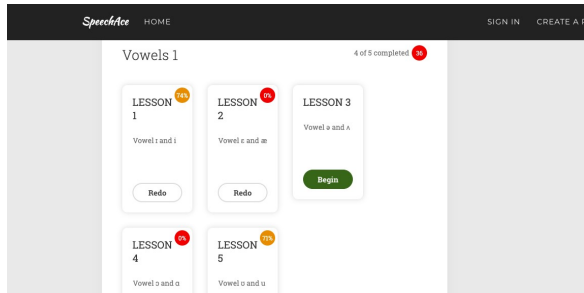 SpeechAce HOME SIGN IN CREATE A
Vowels 1 4 of 5 completed 36
LESSON 1 74%
Vowel ɪ and i
Redo
LESSON 2 0%
Vowel ɛ and æ
Redo
LESSON 3
Vowel ə and ʌ
Begin
LESSON 4 0%
Vowel ɔ and ɑ
LESSON 5 71%
Vowel ʊ and u